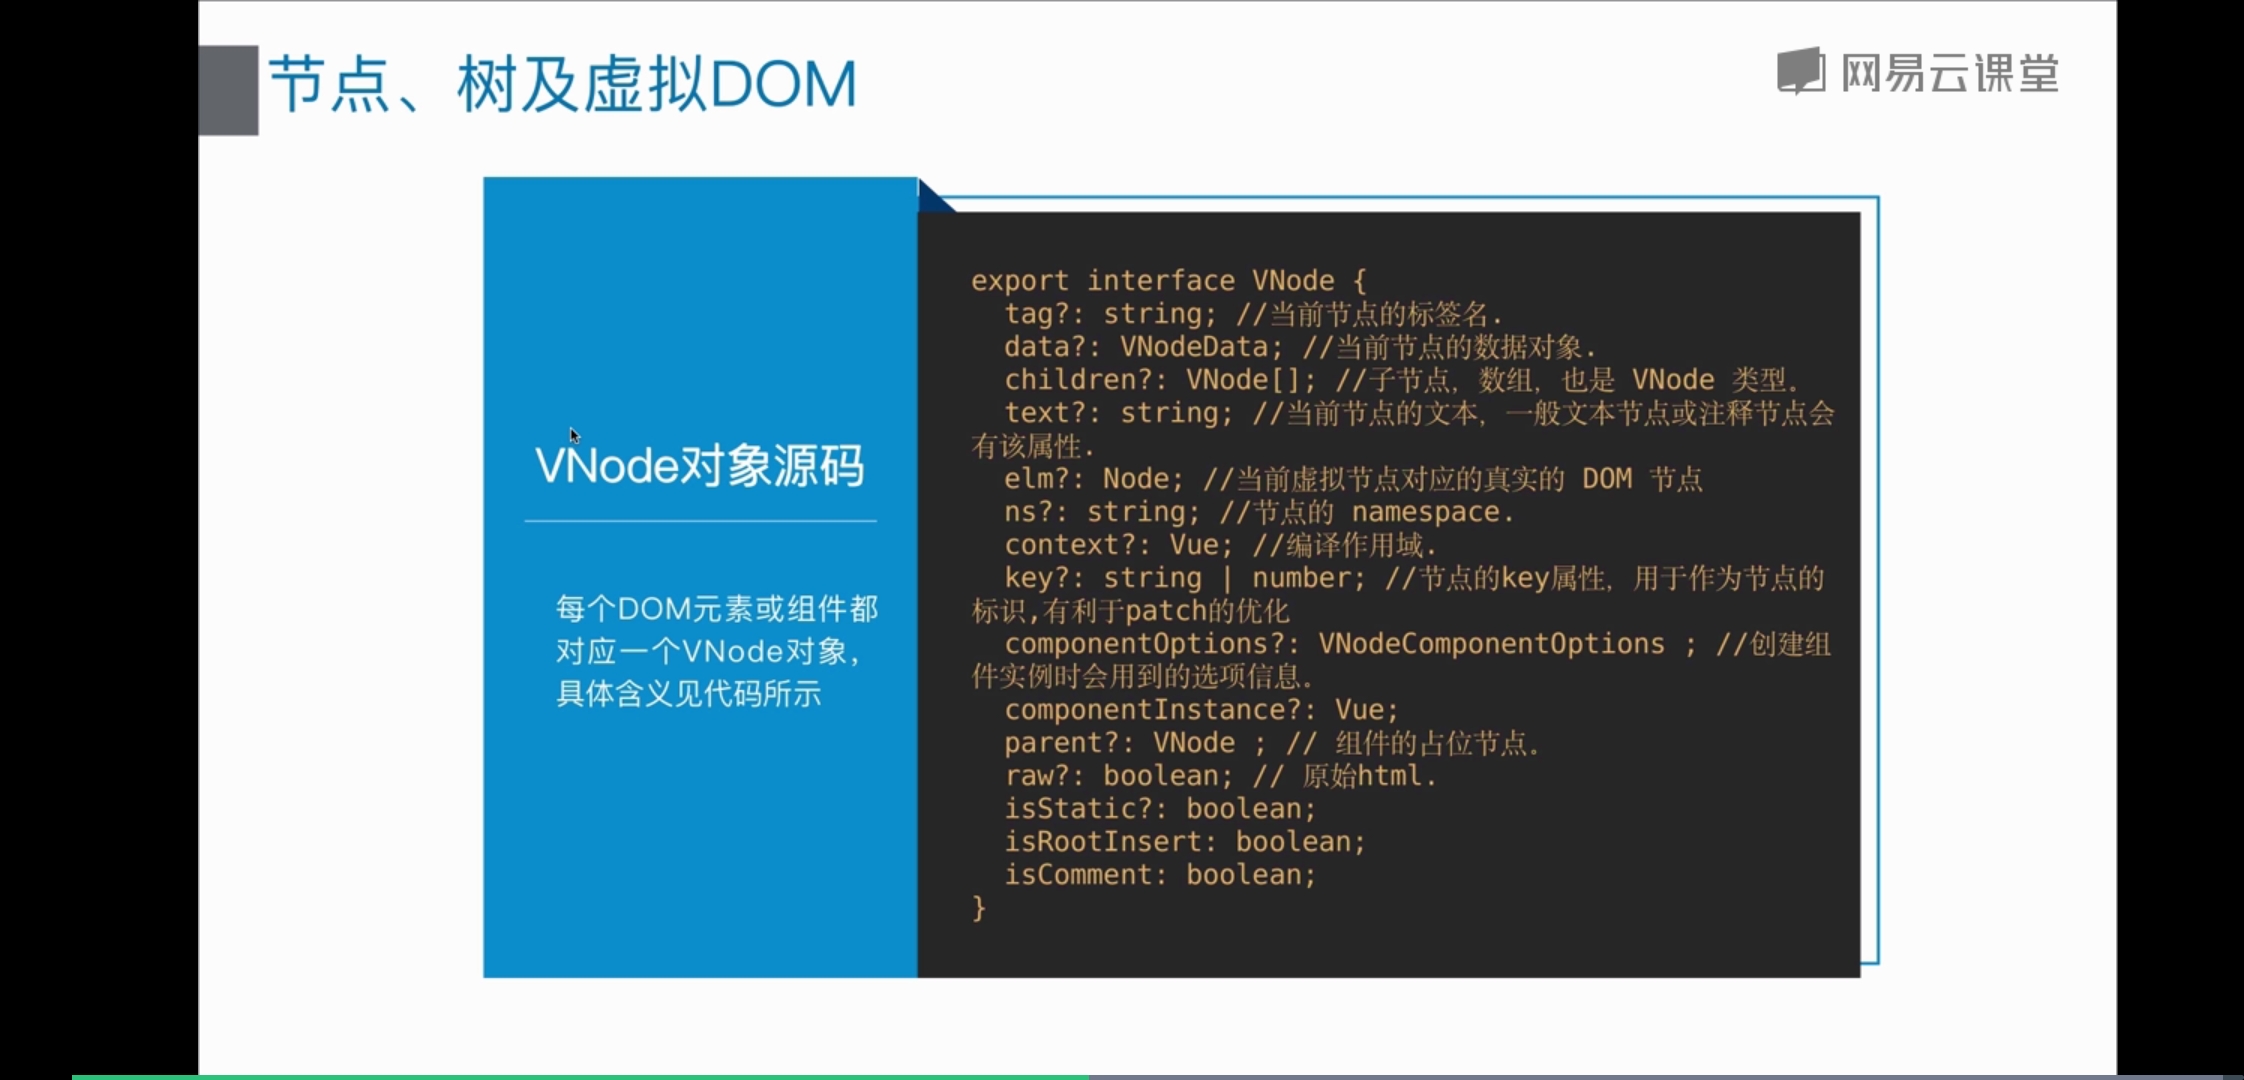 节点、树及虚拟DOM
网易云课堂
VNode对象源码
每个DOM元素或组件都
对应一个VNode对象，
具体含义见代码所示
export interface VNode {
  tag?: string; //当前节点的标签名.
  data?: VNodeData; //当前节点的数据对象.
  children?: VNode[]; //子节点，数组，也是 VNode 类型。
  text?: string; //当前节点的文本，一般文本节点或注释节点会
有该属性.
  elm?: Node; //当前虚拟节点对应的真实的 DOM 节点
  ns?: string; //节点的 namespace.
  context?: Vue; //编译作用域.
  key?: string | number; //节点的key属性，用于作为节点的
标识,有利于patch的优化
  componentOptions?: VNodeComponentOptions ; //创建组
件实例时会用到的选项信息。
  componentInstance?: Vue;
  parent?: VNode ; // 组件的占位节点。
  raw?: boolean; // 原始html.
  isStatic?: boolean;
  isRootInsert: boolean;
  isComment: boolean;
}